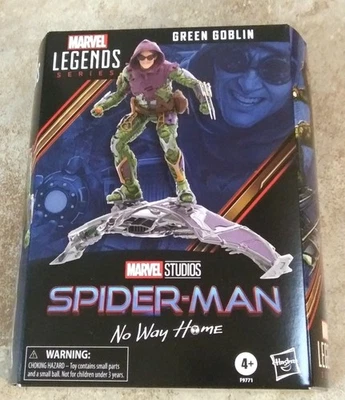 MARVEL
LEGENDS
SERIES
GREEN GOBLIN
MARVEL STUDIOS
SPIDER-MAN
No Way Home
WARNING:
CHOKING HAZARD – Toy contains small parts
and a small ball. Not for children under 3 years.
4+
F9771
Hasbro